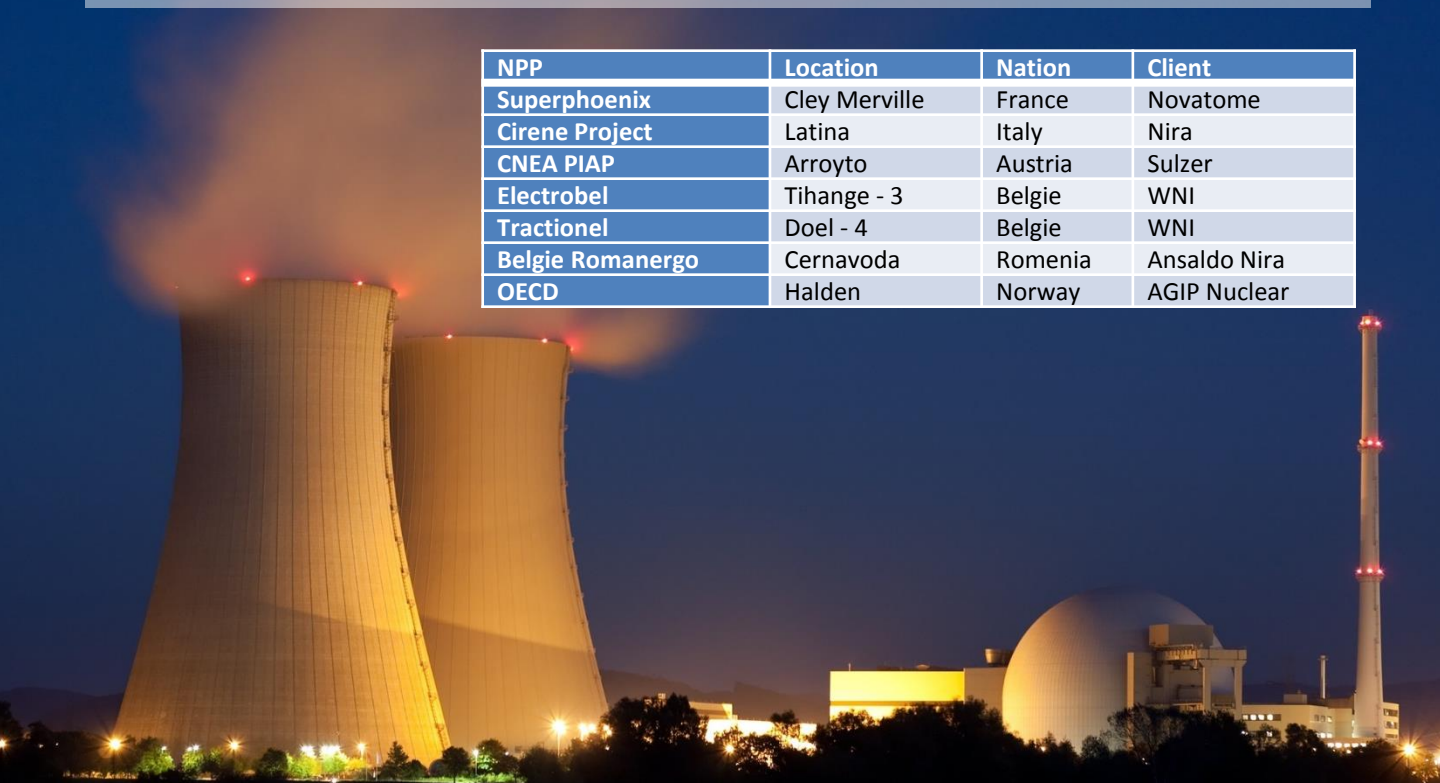 NPP Location Nation Client
Superphoenix Cley Merville France Novatome
Cirene Project Latina Italy Nira
CNEA PIAP Arroyto Austria Sulzer
Electrobel Tihange - 3 Belgie WNI
Tractionel Doel - 4 Belgie WNI
Belgie Romanergo Cernavoda Romenia Ansaldo Nira
OECD Halden Norway AGIP Nuclear